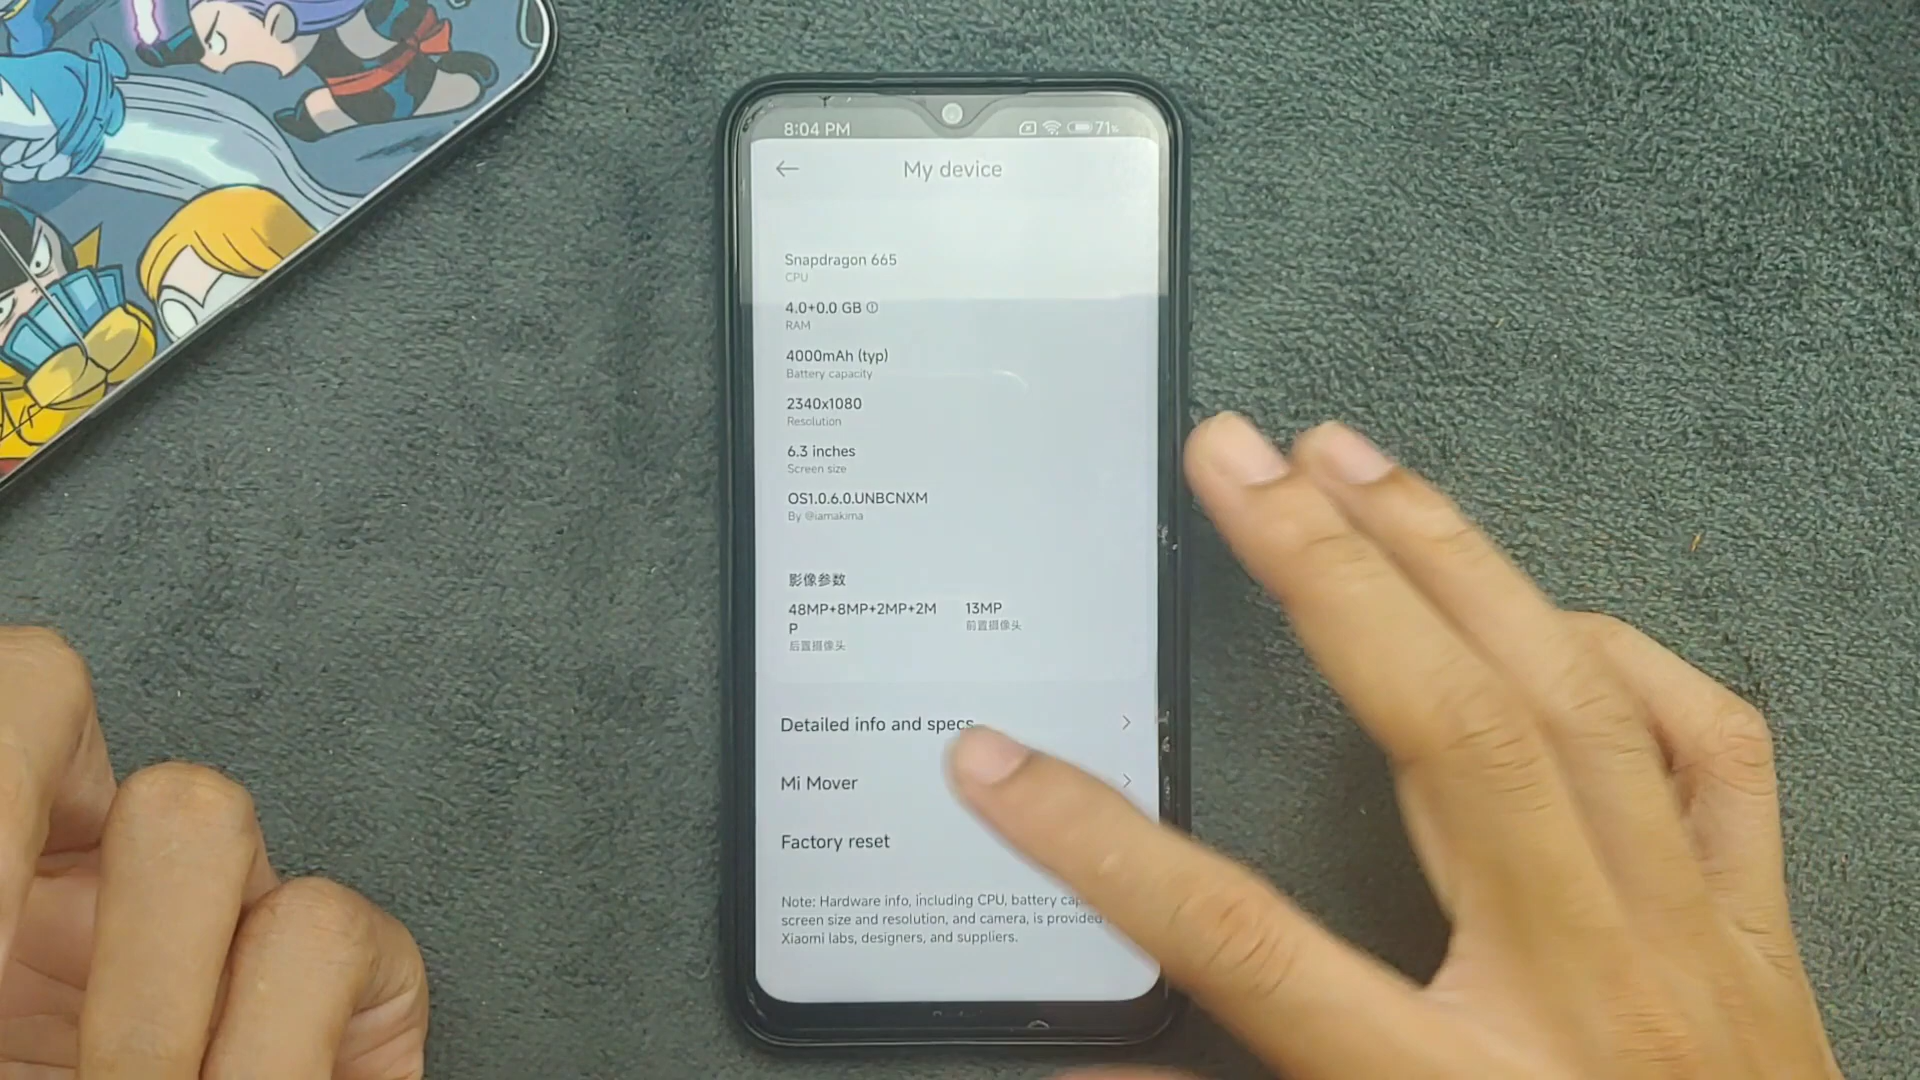 8:04 PM
71%
My device
Snapdragon 665
CPU
4.0+0.0 GB
RAM
4000mAh (typ)
Battery capacity
2340x1080
Resolution
6.3 inches
Screen size
OS1.0.6.0.UNBCNXM
By @iamakima
影像参数
48MP+8MP+2MP+2M
P
后置摄像头
13MP
前置摄像头
Detailed info and specs
Mi Mover
Factory reset
Note: Hardware info, including CPU, battery
screen size and resolution, and camera, is provided
Xiaomi labs, designers, and suppliers.